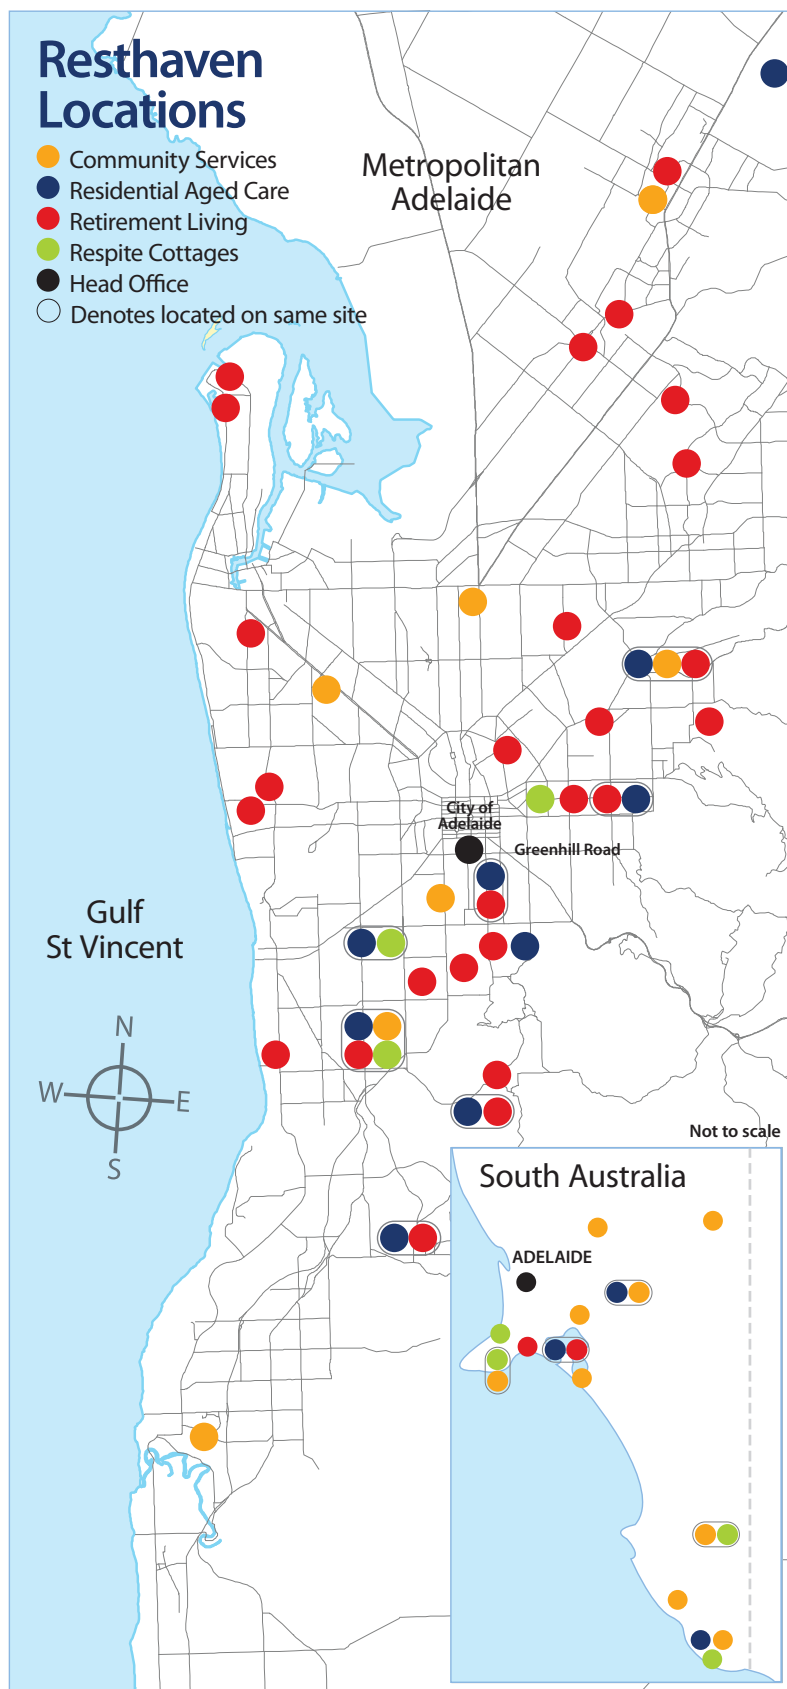 Resthaven
Locations
Community Services
Residential Aged Care
Retirement Living
Respite Cottages
Head Office
Denotes located on same site
Metropolitan
Adelaide
City of
Adelaide
Greenhill Road
Gulf
St Vincent
N
W
E
S
Not to scale
South Australia
ADELAIDE